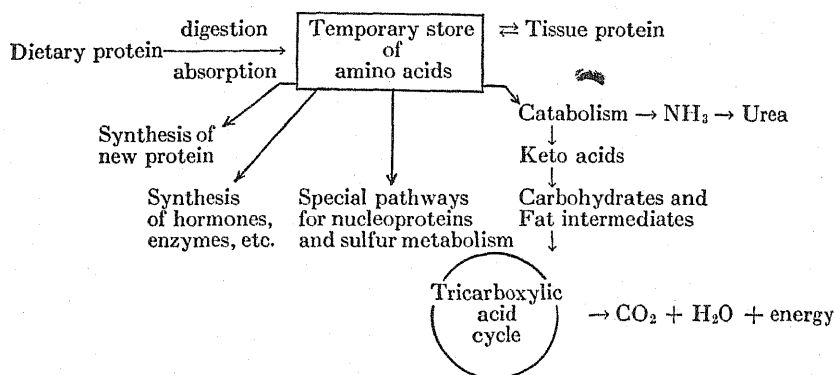 digestion
Dietary protein
absorption
Temporary store
of
amino acids
⇌ Tissue protein
Catabolism → NH₃ → Urea
↓
Keto acids
↓
Carbohydrates and
Fat intermediates
↓
Synthesis of
new protein
Synthesis
of hormones,
enzymes, etc.
Special pathways
for nucleoproteins
and sulfur metabolism
Tricarboxylic
acid
cycle
→ CO₂ + H₂O + energy